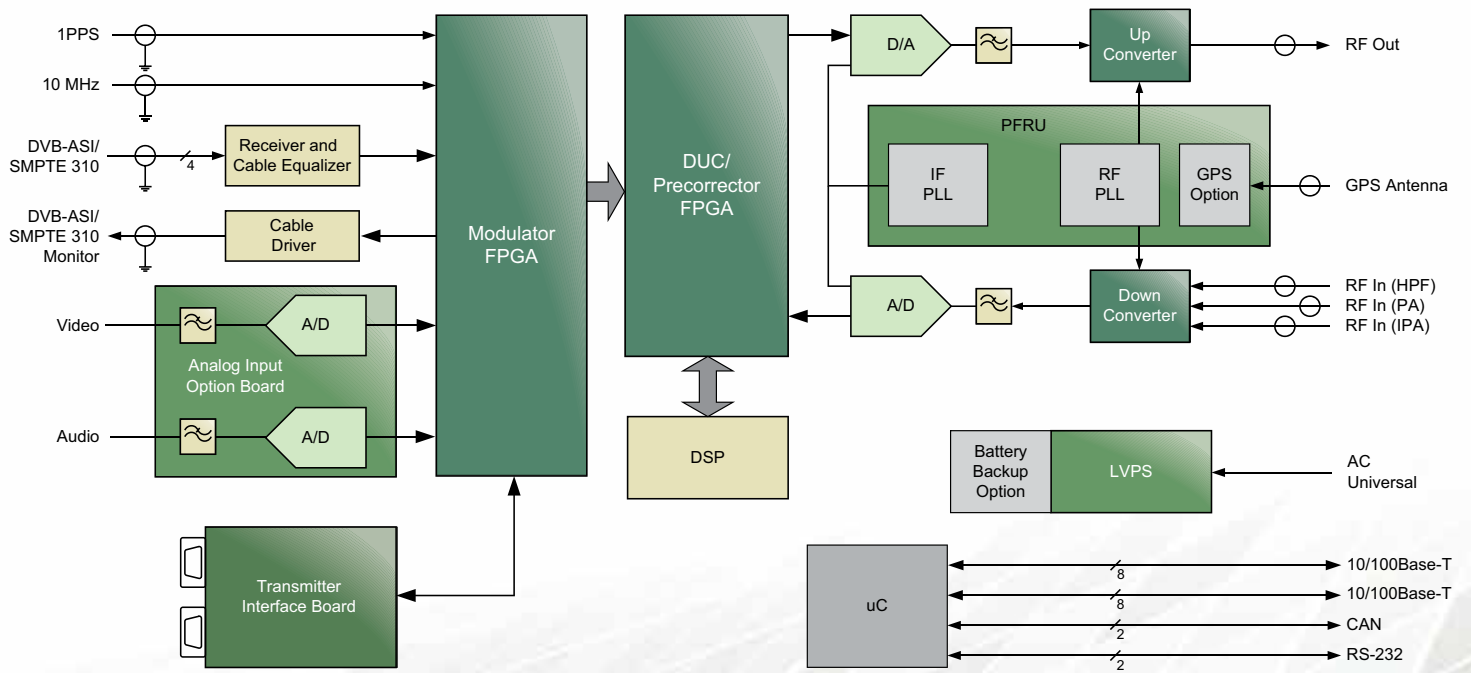 1PPS
10 MHz
DVB-ASI/
SMPTE 310
4
Receiver and
Cable Equalizer
DVB-ASI/
SMPTE 310
Monitor
Cable
Driver
Video
A/D
Analog Input
Option Board
Audio
A/D
Modulator
FPGA
Transmitter
Interface Board
DUC/
Precorrector
FPGA
DSP
D/A
Up
Converter
RF Out
PFRU
IF
PLL
RF
PLL
GPS
Option
GPS Antenna
A/D
Down
Converter
RF In (HPF)
RF In (PA)
RF In (IPA)
Battery
Backup
Option
LVPS
AC
Universal
uC
8
10/100Base-T
8
10/100Base-T
2
CAN
2
RS-232